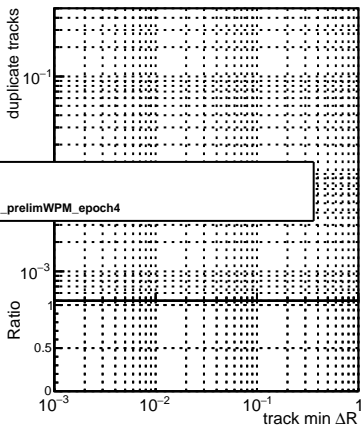 duplicate tracks
10⁻¹
_prelimWPM_epoch4
10⁻³
Ratio
1
0.5
0
10⁻³ 10⁻² 10⁻¹ 1
track min ΔR